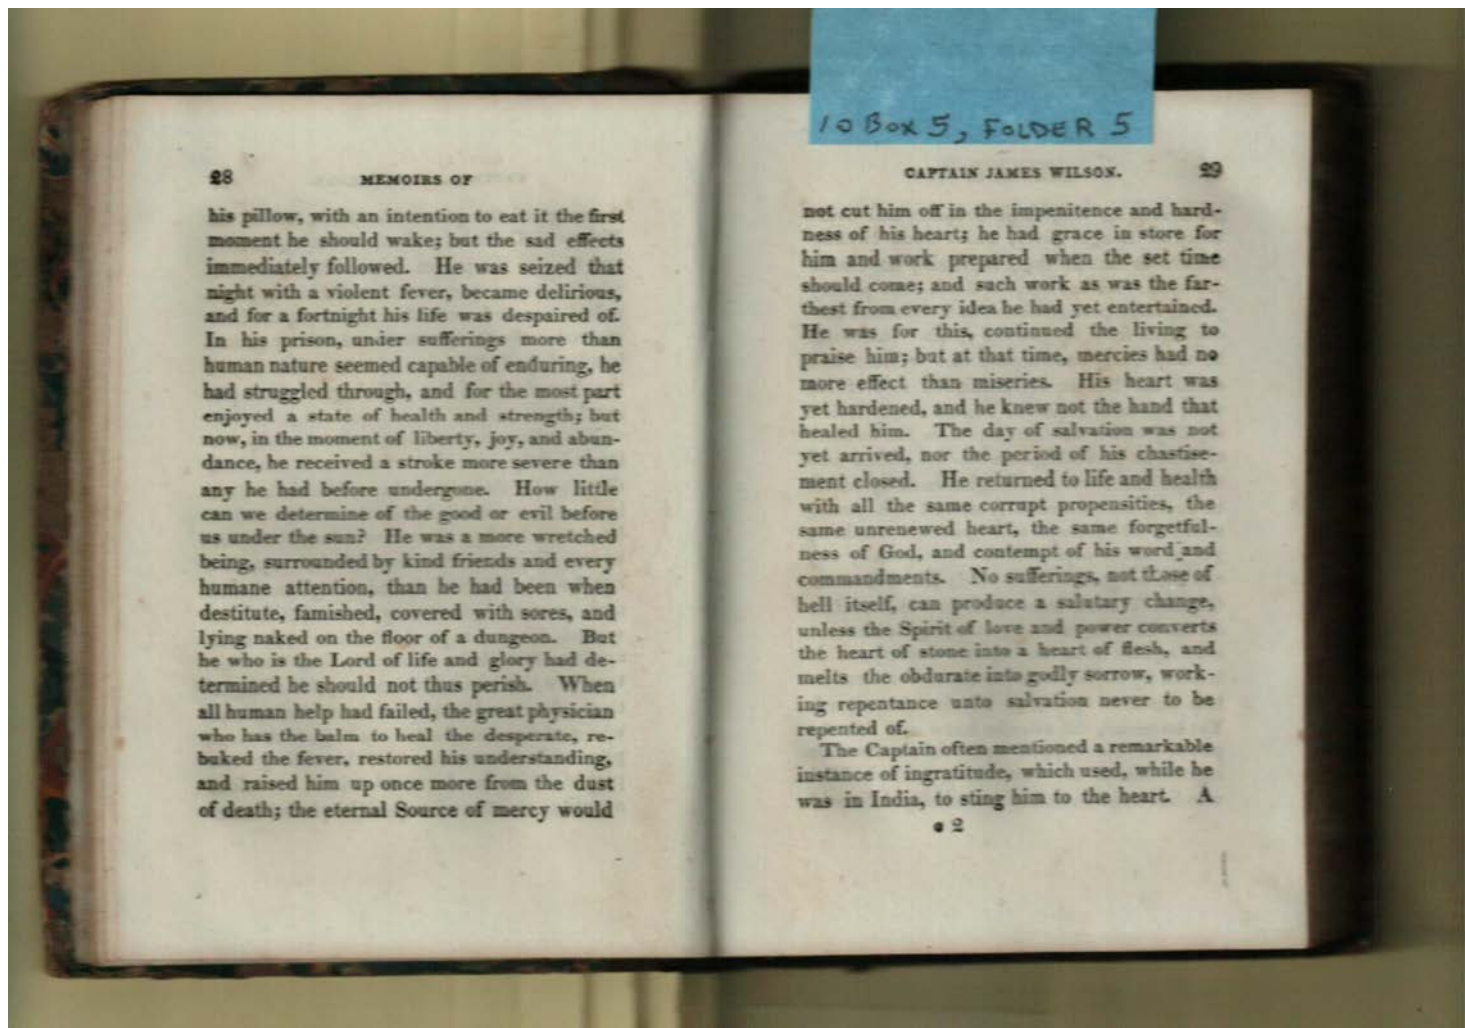 10 Box 5, FOLDER 5
28 MEMOIRS OF
his pillow, with an intention to eat it the first
moment he should wake; but the sad effects
immediately followed. He was seized that
night with a violent fever, became delirious,
and for a fortnight his life was despaired of.
In his prison, under sufferings more than
human nature seemed capable of enduring, he
had struggled through, and for the most part
enjoyed a state of health and strength; but
now, in the moment of liberty, joy, and abun-
dance, he received a stroke more severe than
any he had before undergone. How little
can we determine of the good or evil before
us under the sun? He was a more wretched
being, surrounded by kind friends and every
humane attention, than he had been when
destitute, famished, covered with sores, and
lying naked on the floor of a dungeon. But
he who is the Lord of life and glory had de-
termined he should not thus perish. When
all human help had failed, the great physician
who has the balm to heal the desperate, re-
buked the fever, restored his understanding,
and raised him up once more from the dust
of death; the eternal Source of mercy would
CAPTAIN JAMES WILSON. 29
not cut him off in the impenitence and hard-
ness of his heart; he had grace in store for
him and work prepared when the set time
should come; and such work as was the far-
thest from every idea he had yet entertained.
He was for this, continued the living to
praise him; but at that time, mercies had no
more effect than miseries. His heart was
yet hardened, and he knew not the hand that
healed him. The day of salvation was not
yet arrived, nor the period of his chastise-
ment closed. He returned to life and health
with all the same corrupt propensities, the
same unrenewed heart, the same forgetful-
ness of God, and contempt of his word and
commandments. No sufferings, not those of
hell itself, can produce a salutary change,
unless the Spirit of love and power converts
the heart of stone into a heart of flesh, and
melts the obdurate into godly sorrow, work-
ing repentance unto salvation never to be
repented of.
The Captain often mentioned a remarkable
instance of ingratitude, which used, while he
was in India, to sting him to the heart. A
2